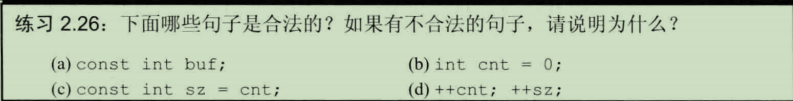 练习 2.26：下面哪些句子是合法的？如果有不合法的句子，请说明为什么？
(a) const int buf; (b) int cnt = 0;
(c) const int sz = cnt; (d) ++cnt; ++sz;